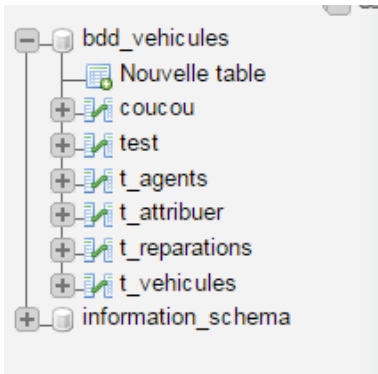 bdd_vehicules
Nouvelle table
coucou
test
t_agents
t_attribuer
t_reparations
t_vehicules
information_schema